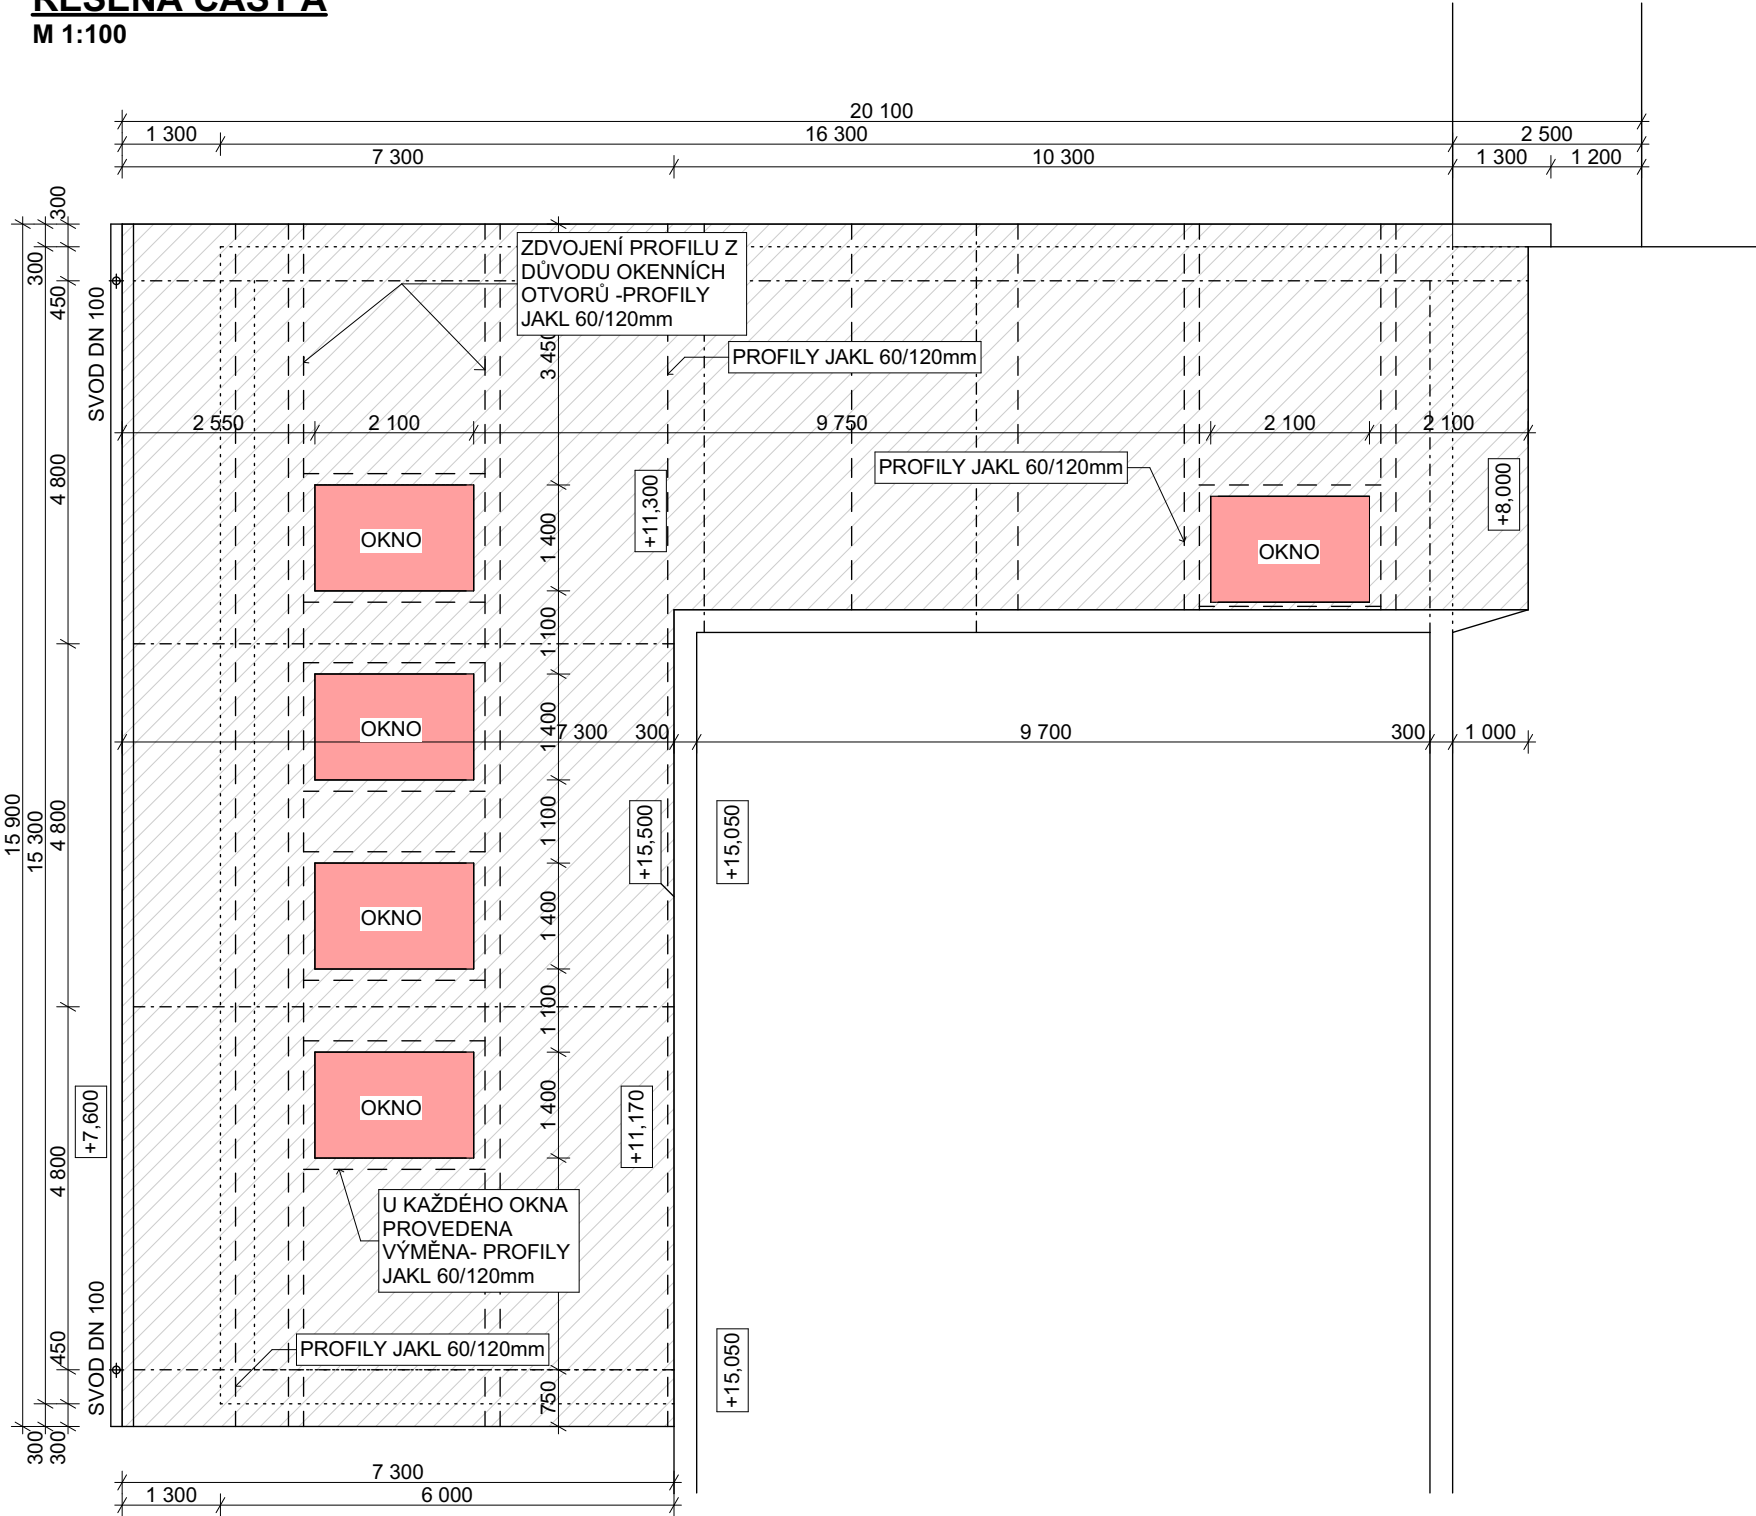 ŘEŠENÁ ČÁST A
M 1:100
20 100
1 300
16 300
2 500
7 300
10 300
1 300
1 200
300
300
450
SVOD DN 100
ZDVOJENÍ PROFILU Z
DŮVODU OKENNÍCH
OTVORŮ -PROFILY
JAKL 60/120mm
3 450
PROFILY JAKL 60/120mm
2 550
2 100
9 750
2 100
2 100
PROFILY JAKL 60/120mm
4 800
+11,300
+8,000
OKNO
1 400
OKNO
1 100
OKNO
1 400
7 300
300
9 700
300
1 000
15 900
15 300
4 800
1 100
+15,500
+15,050
OKNO
1 400
1 100
OKNO
1 400
+7,600
+11,170
4 800
U KAŽDÉHO OKNA
PROVEDENA
VÝMĚNA- PROFILY
JAKL 60/120mm
SVOD DN 100
450
PROFILY JAKL 60/120mm
750
+15,050
300
300
7 300
1 300
6 000